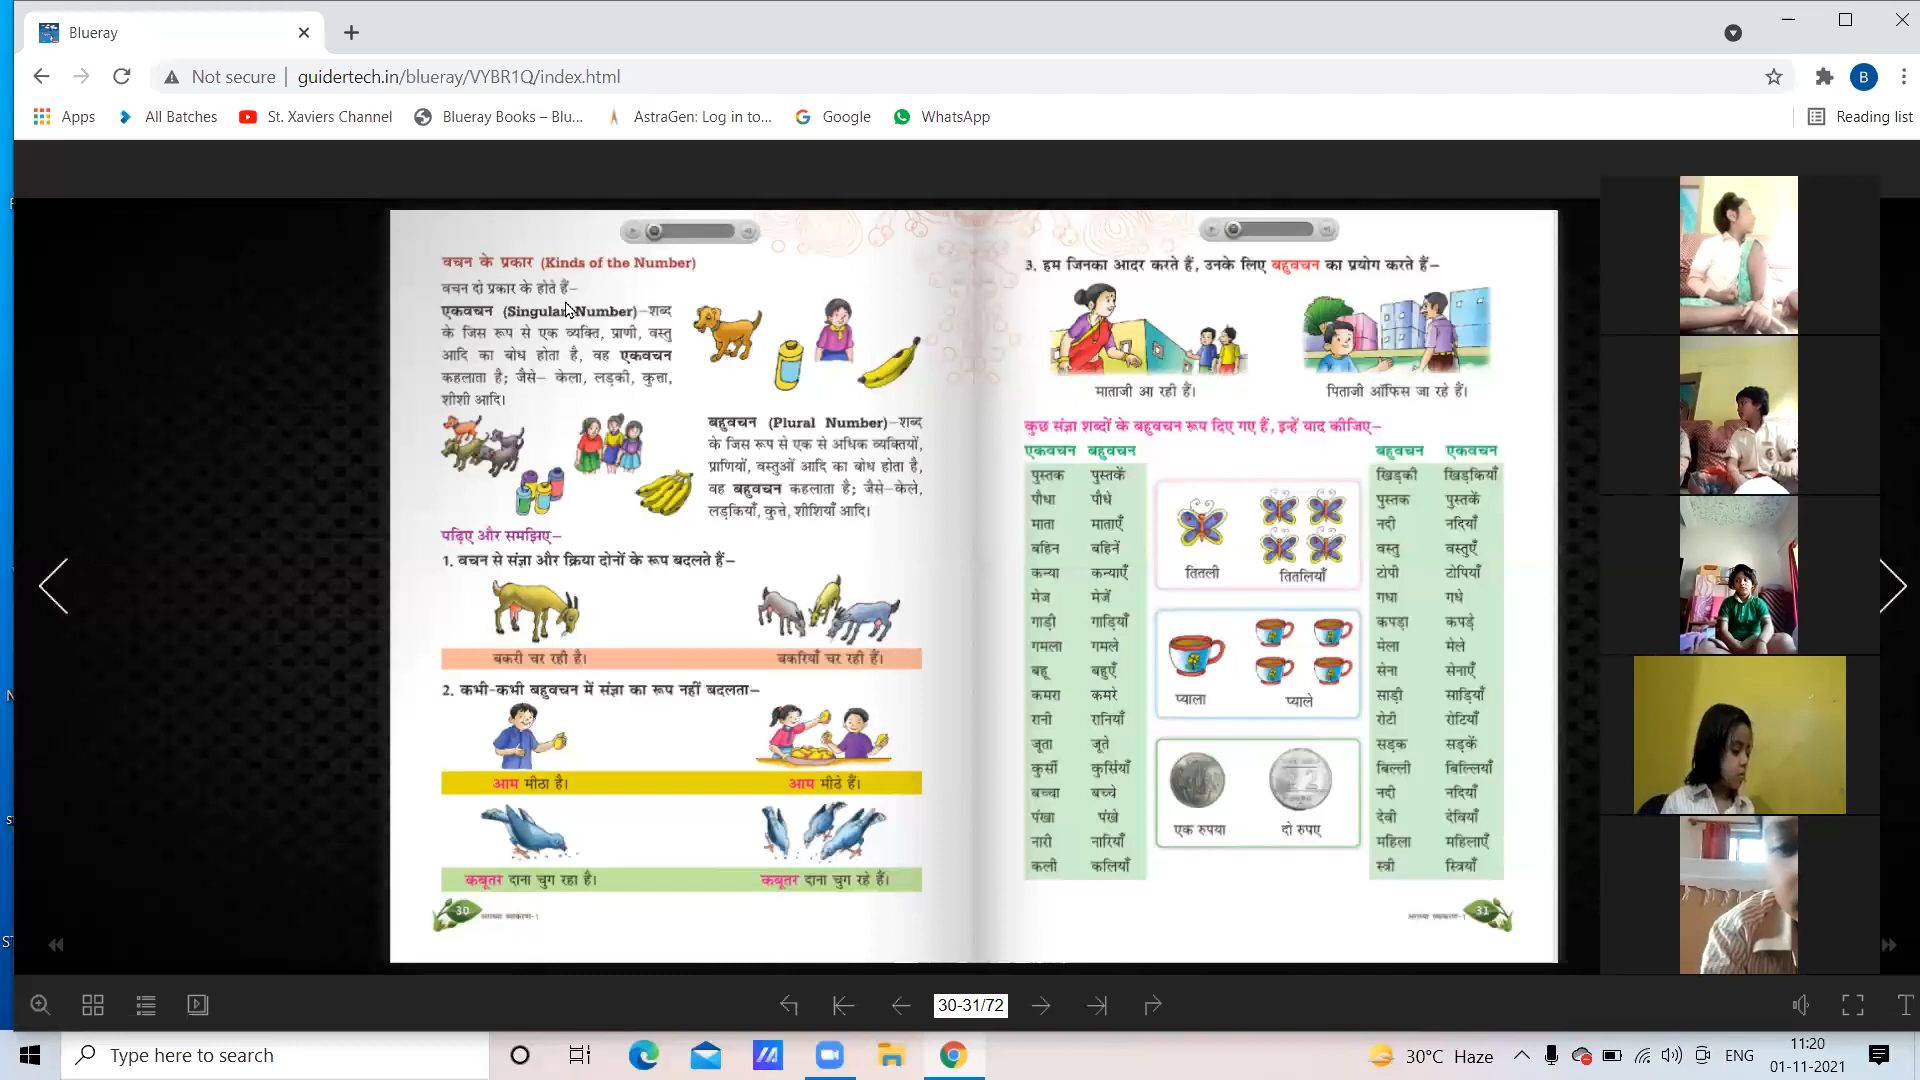 Blueray
Not secure
guidertech.in/blueray/VYBR1Q/index.html
B
Apps
All Batches
St. Xaviers Channel
Blueray Books – Blu...
AstraGen: Log in to...
Google
WhatsApp
Reading list
वचन के प्रकार (Kinds of the Number)
वचन दो प्रकार के होते हैं–
एकवचन (Singular Number)–शब्द
के जिस रूप से एक व्यक्ति, प्राणी, वस्तु
आदि का बोध होता है, वह एकवचन
कहलाता है; जैसे– केला, लड़की, कुत्ता,
शीशी आदि।
बहुवचन (Plural Number)–शब्द
के जिस रूप से एक से अधिक व्यक्तियों,
प्राणियों, वस्तुओं आदि का बोध होता है,
वह बहुवचन कहलाता है; जैसे–केले,
लड़कियाँ, कुत्ते, शीशियाँ आदि।
पढ़िए और समझिए–
1. वचन से संज्ञा और क्रिया दोनों के रूप बदलते हैं–
बकरी चर रही है।
बकरियाँ चर रही हैं।
2. कभी-कभी बहुवचन में संज्ञा का रूप नहीं बदलता–
आम मीठा है।
आम मीठे हैं।
कबूतर दाना चुग रहा है।
कबूतर दाना चुग रहे हैं।
30
3. हम जिनका आदर करते हैं, उनके लिए बहुवचन का प्रयोग करते हैं–
माताजी आ रही हैं।
पिताजी ऑफिस जा रहे हैं।
कुछ संज्ञा शब्दों के बहुवचन रूप दिए गए हैं, इन्हें याद कीजिए–
एकवचन बहुवचन
पुस्तक पुस्तकें
पौधा पौधे
माता माताएँ
बहिन बहिनें
कन्या कन्याएँ
मेज मेजें
गाड़ी गाड़ियाँ
गमला गमले
बहू बहुएँ
कमरा कमरे
रानी रानियाँ
जूता जूते
कुर्सी कुर्सियाँ
बच्चा बच्चे
पंखा पंखे
नारी नारियाँ
कली कलियाँ
तितली
तितलियाँ
प्याला
प्याले
एक रुपया
दो रुपए
बहुवचन एकवचन
खिड़की खिड़कियाँ
पुस्तक पुस्तकें
नदी नदियाँ
वस्तु वस्तुएँ
टोपी टोपियाँ
गधा गधे
कपड़ा कपड़े
मेला मेले
सेना सेनाएँ
साड़ी साड़ियाँ
रोटी रोटियाँ
सड़क सड़कें
बिल्ली बिल्लियाँ
नदी नदियाँ
देवी देवियाँ
महिला महिलाएँ
स्त्री स्त्रियाँ
31
30-31/72
Type here to search
30°C Haze
ENG
11:20
01-11-2021